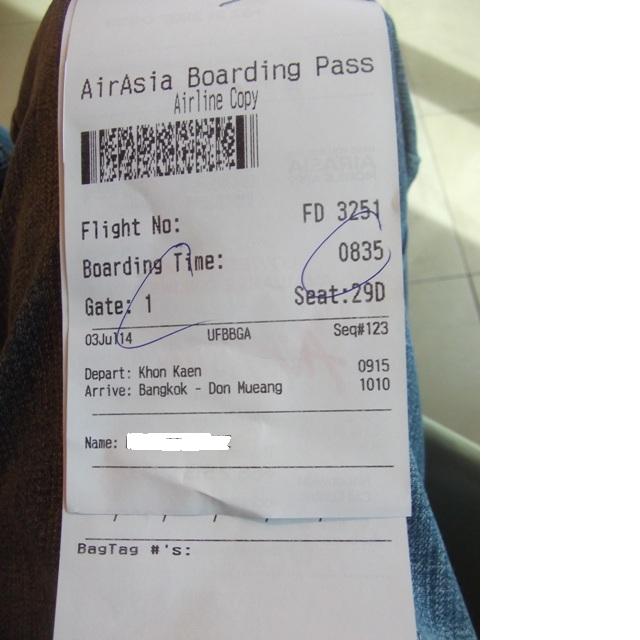 AirAsia Boarding Pass
Airline Copy
Flight No: FD 3251
Boarding Time: 0835
Gate: 1 Seat:29D
03Jul14 UFBBGA Seq#123
Depart: Khon Kaen 0915
Arrive: Bangkok - Don Mueang 1010
Name:
BagTag #'s: